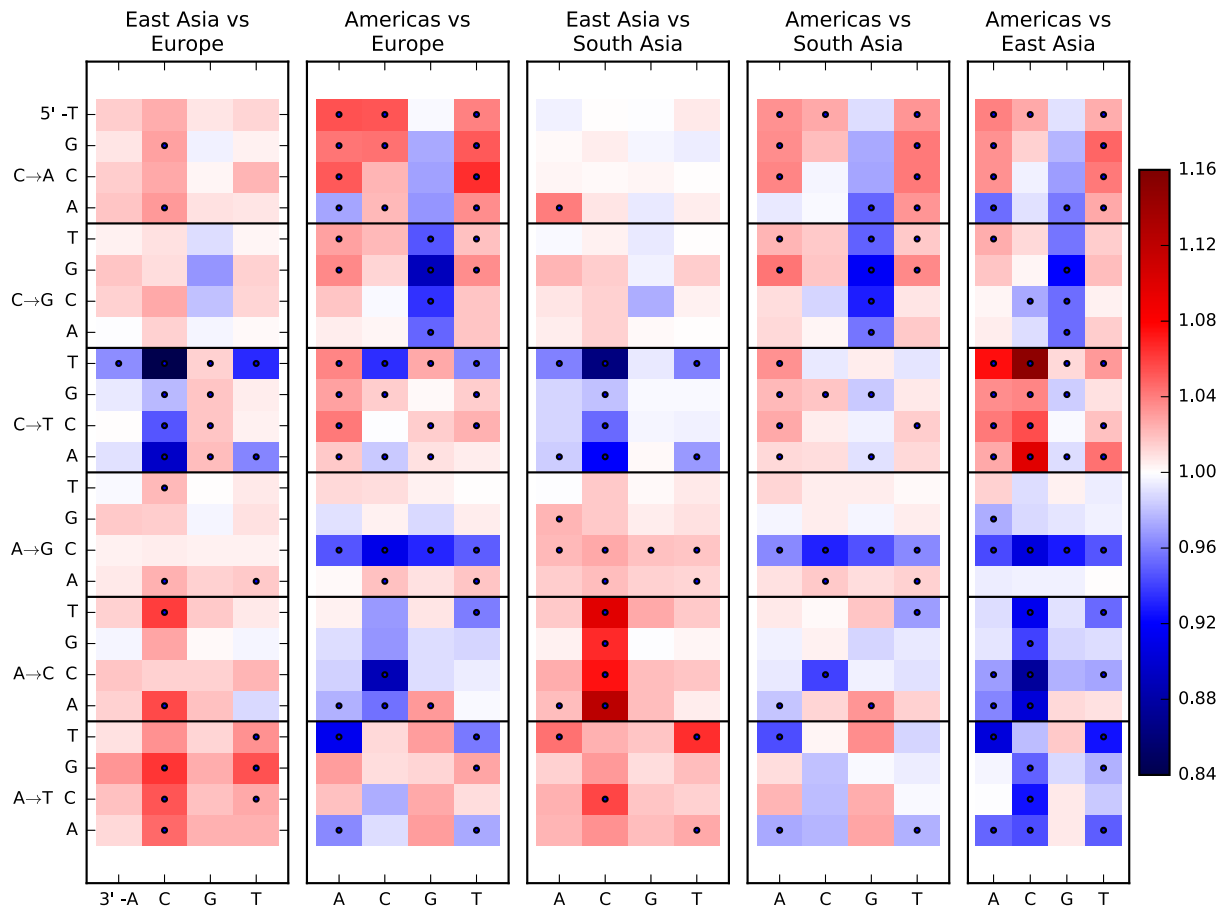 East Asia vs Europe
Americas vs Europe
East Asia vs South Asia
Americas vs South Asia
Americas vs East Asia
5' -T
G
C→A C
A
T
G
C→G C
A
T
G
C→T C
A
T
G
A→G C
A
T
G
A→C C
A
T
G
A→T C
A
3' -A C G T
A C G T
A C G T
A C G T
A C G T
1.16
1.12
1.08
1.04
1.00
0.96
0.92
0.88
0.84